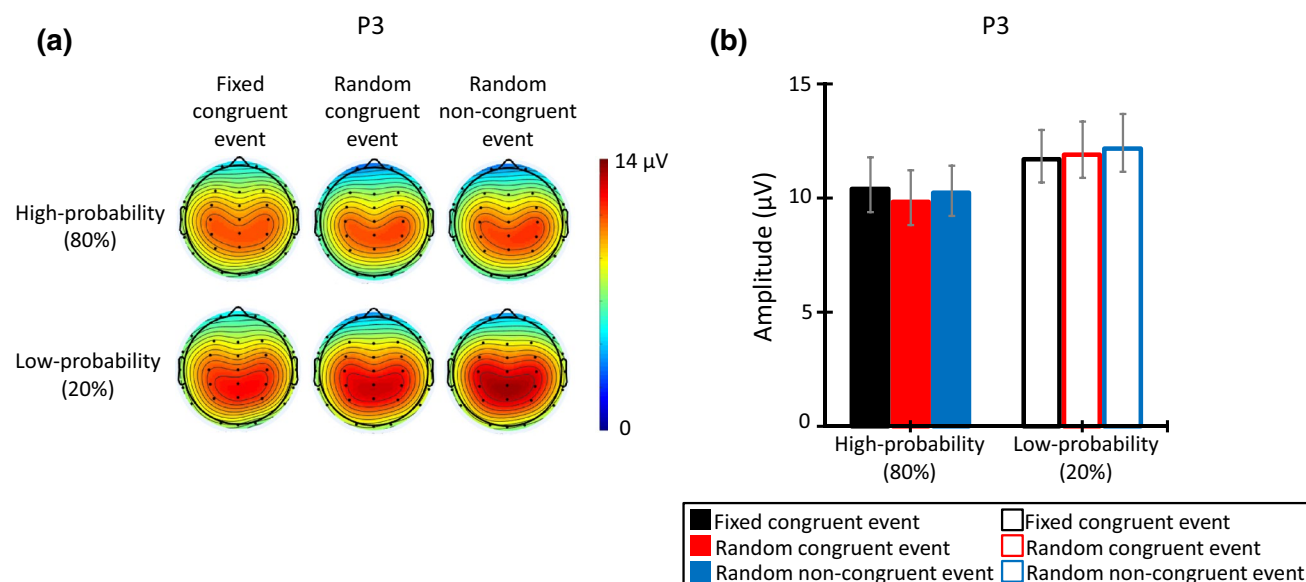 (a)
P3
Fixed congruent event
Random congruent event
Random non-congruent event
High-probability (80%)
Low-probability (20%)
14 µV
0
(b)
P3
Amplitude (µV)
15
10
5
0
High-probability (80%)
Low-probability (20%)
Fixed congruent event
Fixed congruent event
Random congruent event
Random congruent event
Random non-congruent event
Random non-congruent event